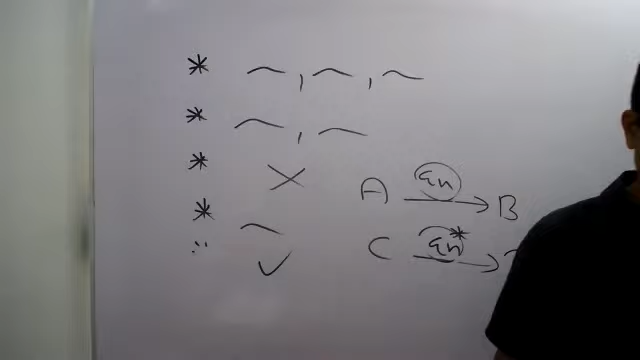 * ⁓ , ⁓ , ⁓
* ⁓ , ⁓
* ×
A an → B
* ⁓
C an* →
∵ ✓